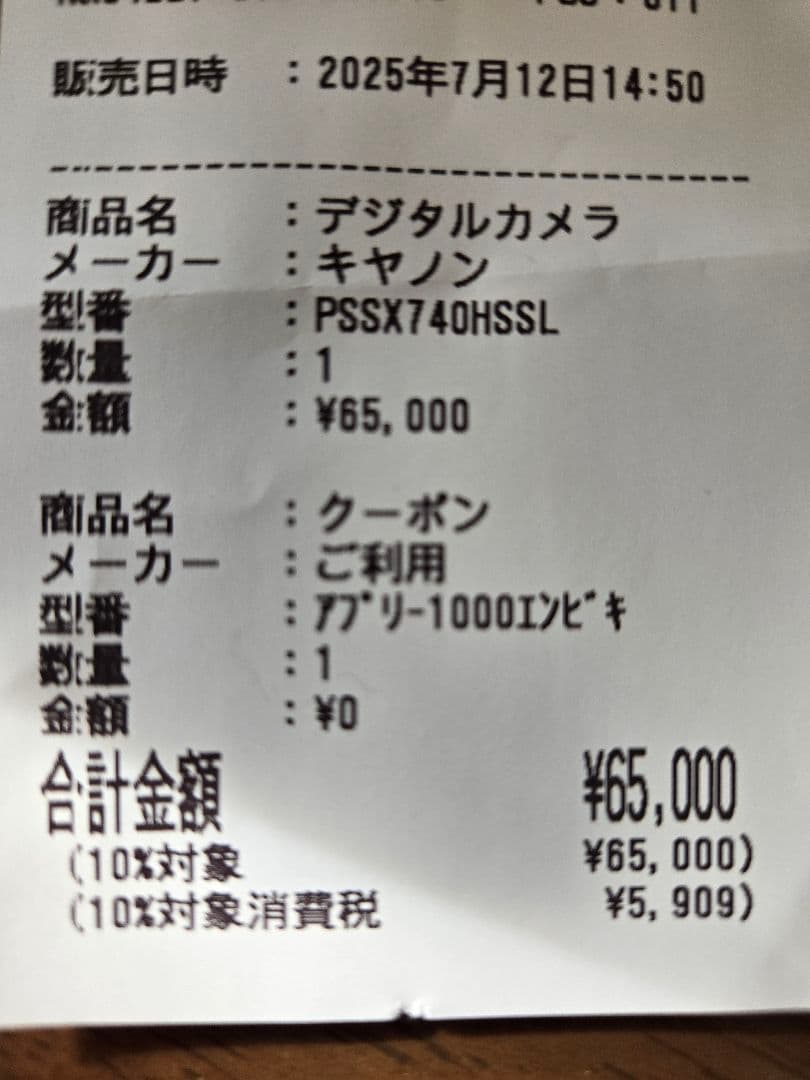 販売日時 : 2025年7月12日14:50
商品名 : デジタルカメラ
メーカー : キヤノン
型番 : PSSX740HSSL
数量 : 1
金額 : ¥65,000
商品名 : クーポン
メーカー : ご利用
型番 : ｱﾌﾟﾘｰ1000ｴﾝﾋﾞｷ
数量 : 1
金額 : ¥0
合計金額 ¥65,000
(10%対象 ¥65,000)
(10%対象消費税 ¥5,909)